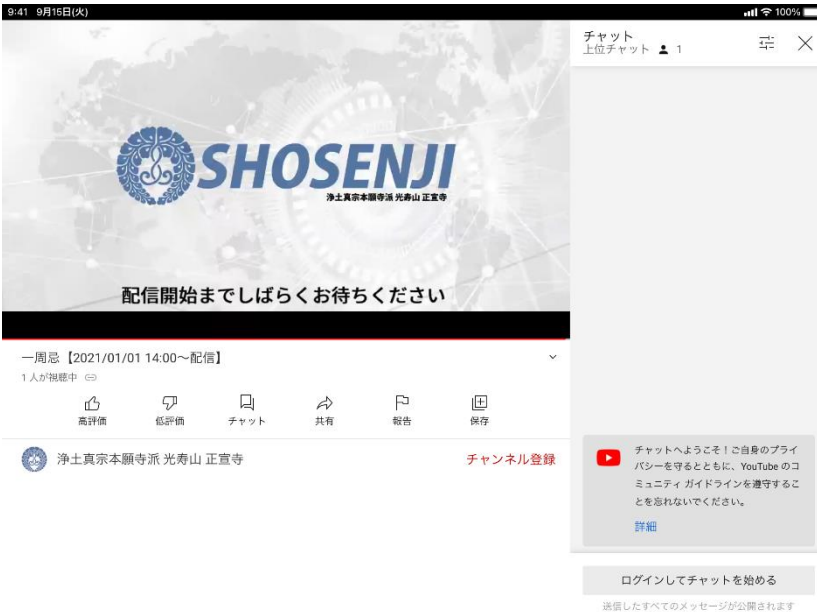 9:41 9月15日(火)
100%
SHOSENJI
浄土真宗本願寺派 光寿山 正宣寺
配信開始までしばらくお待ちください
一周忌【2021/01/01 14:00〜配信】
1 人が視聴中
高評価
低評価
チャット
共有
報告
保存
浄土真宗本願寺派 光寿山 正宣寺
チャンネル登録
チャット
上位チャット 1
チャットへようこそ！ご自身のプライ
バシーを守るとともに、YouTube のコ
ミュニティ ガイドラインを遵守するこ
とを忘れないでください。
詳細
ログインしてチャットを始める
送信したすべてのメッセージが公開されます